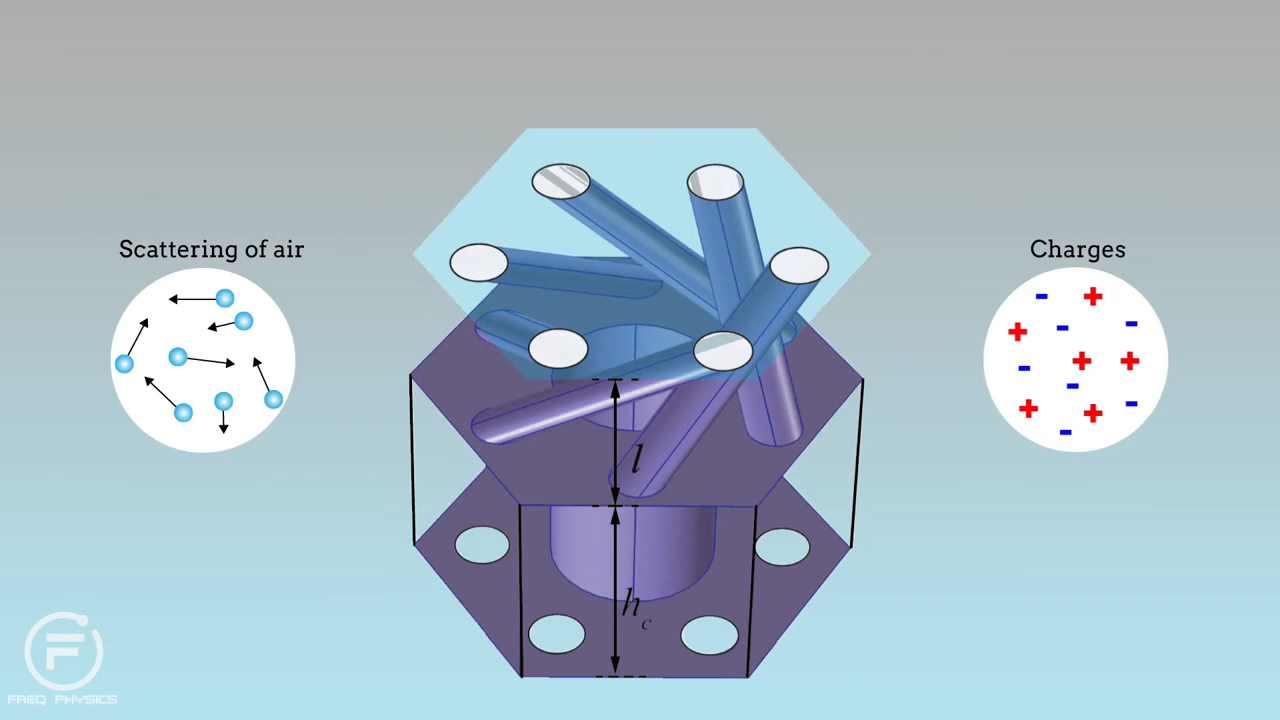 Scattering of air
Charges
l
h c
FREQ PHYSICS